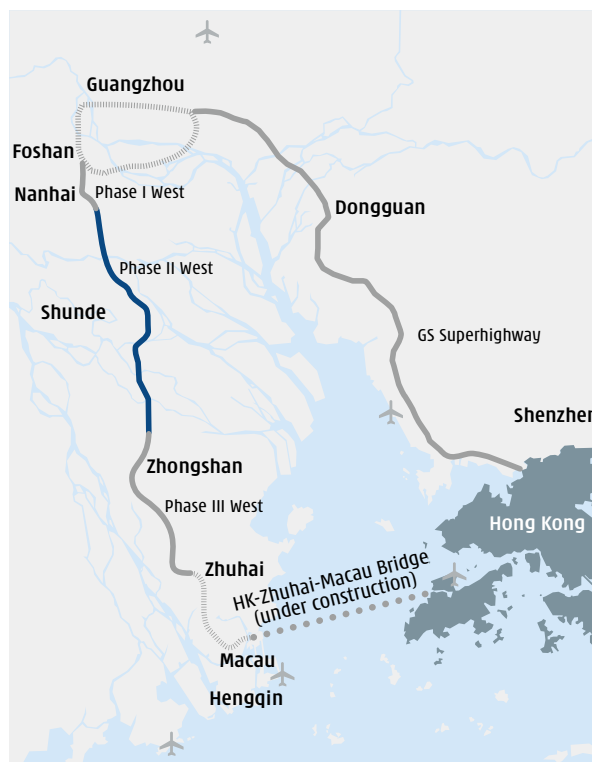 Guangzhou
Foshan
Nanhai
Phase I West
Dongguan
Phase II West
Shunde
GS Superhighway
Shenzhen
Zhongshan
Phase III West
Hong Kong
Zhuhai
HK-Zhuhai-Macau Bridge
(under construction)
Macau
Hengqin